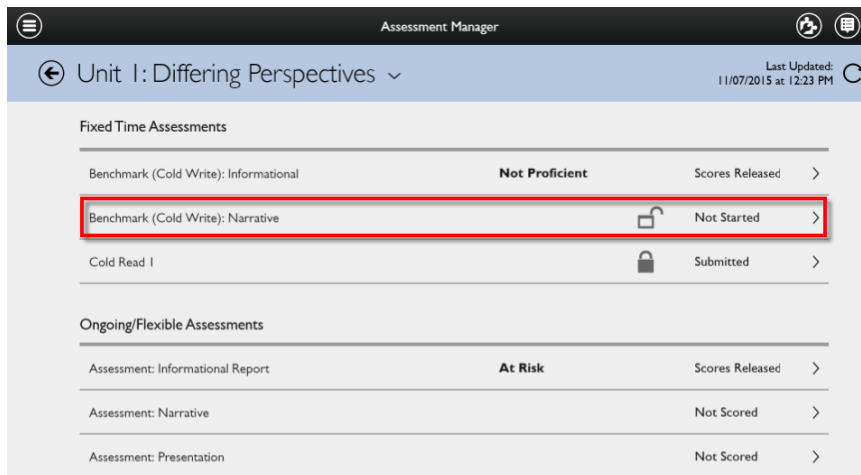 Assessment Manager
Unit 1: Differing Perspectives
Last Updated:
11/07/2015 at 12:23 PM
Fixed Time Assessments
Benchmark (Cold Write): Informational Not Proficient Scores Released
Benchmark (Cold Write): Narrative Not Started
Cold Read 1 Submitted
Ongoing/Flexible Assessments
Assessment: Informational Report At Risk Scores Released
Assessment: Narrative Not Scored
Assessment: Presentation Not Scored